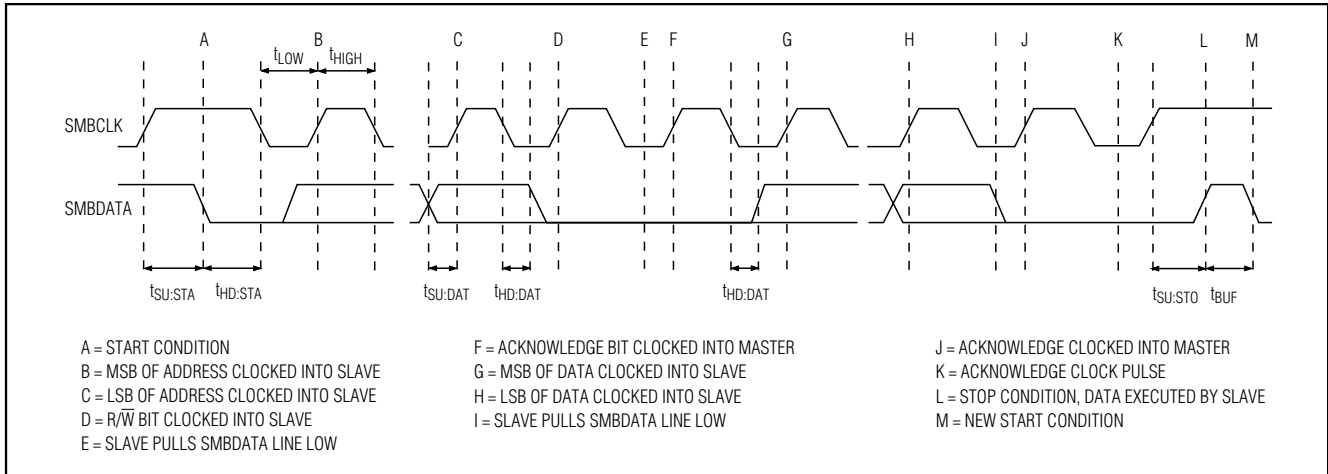 A B C D E F G H I J K L M
tLOW tHIGH
SMBCLK
SMBDATA
tSU:STA tHD:STA tSU:DAT tHD:DAT tHD:DAT tSU:STO tBUF
A = START CONDITION
B = MSB OF ADDRESS CLOCKED INTO SLAVE
C = LSB OF ADDRESS CLOCKED INTO SLAVE
D = R/W̅ BIT CLOCKED INTO SLAVE
E = SLAVE PULLS SMBDATA LINE LOW
F = ACKNOWLEDGE BIT CLOCKED INTO MASTER
G = MSB OF DATA CLOCKED INTO SLAVE
H = LSB OF DATA CLOCKED INTO SLAVE
I = SLAVE PULLS SMBDATA LINE LOW
J = ACKNOWLEDGE CLOCKED INTO MASTER
K = ACKNOWLEDGE CLOCK PULSE
L = STOP CONDITION, DATA EXECUTED BY SLAVE
M = NEW START CONDITION